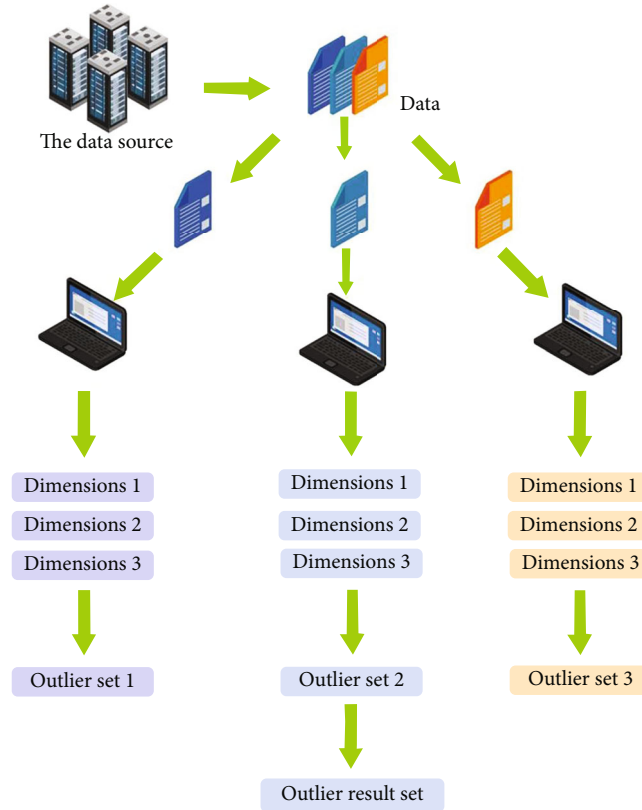 The data source
Data
Dimensions 1
Dimensions 2
Dimensions 3
Dimensions 1
Dimensions 2
Dimensions 3
Dimensions 1
Dimensions 2
Dimensions 3
Outlier set 1
Outlier set 2
Outlier set 3
Outlier result set